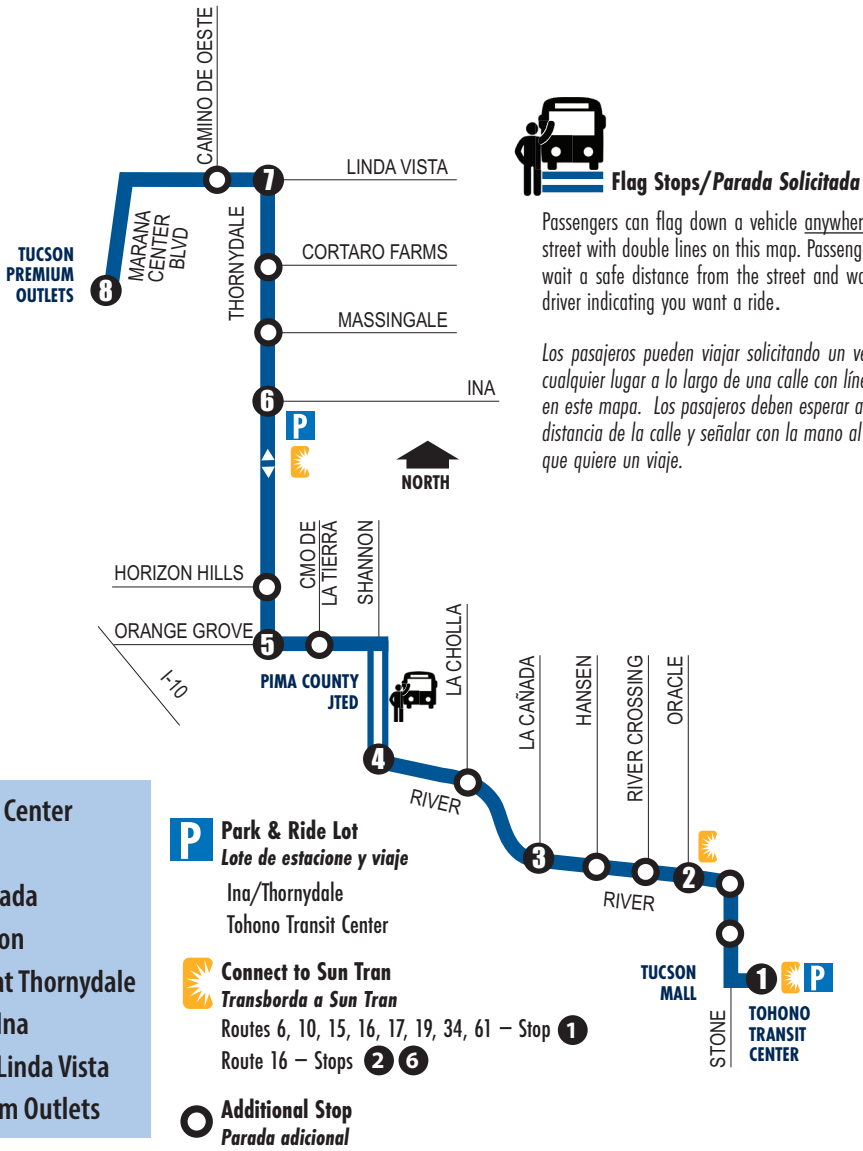 CAMINO DE OESTE
LINDA VISTA
7
MARANA
CENTER
BLVD
THORNYDALE
CORTARO FARMS
TUCSON
PREMIUM
OUTLETS
8
MASSINGALE
6
INA
P
NORTH
Flag Stops/Parada Solicitada
Passengers can flag down a vehicle
street with double lines on this map.
wait a safe distance from the street and
driver indicating you want a ride.
Los pasajeros pueden viajar solicitando un
cualquier lugar a lo largo de una calle con
en este mapa. Los pasajeros deben esperar a
distancia de la calle y señalar con la mano al
que quiere un viaje.
HORIZON HILLS
CMO DE
LA TIERRA
SHANNON
ORANGE GROVE
5
I-10
PIMA COUNTY
JTED
4
LA CHOLLA
RIVER
LA CAÑADA
HANSEN
RIVER CROSSING
ORACLE
3
2
RIVER
TUCSON
MALL
1
P
STONE
TOHONO
TRANSIT
CENTER
Center
at Thornydale
Ina
Linda Vista
Outlets
P
Park & Ride Lot
Lote de estacione y viaje
Ina/Thornydale
Tohono Transit Center
Connect to Sun Tran
Transborda a Sun Tran
Routes 6, 10, 15, 16, 17, 19, 34, 61 – Stop 1
Route 16 – Stops 2 6
Additional Stop
Parada adicional